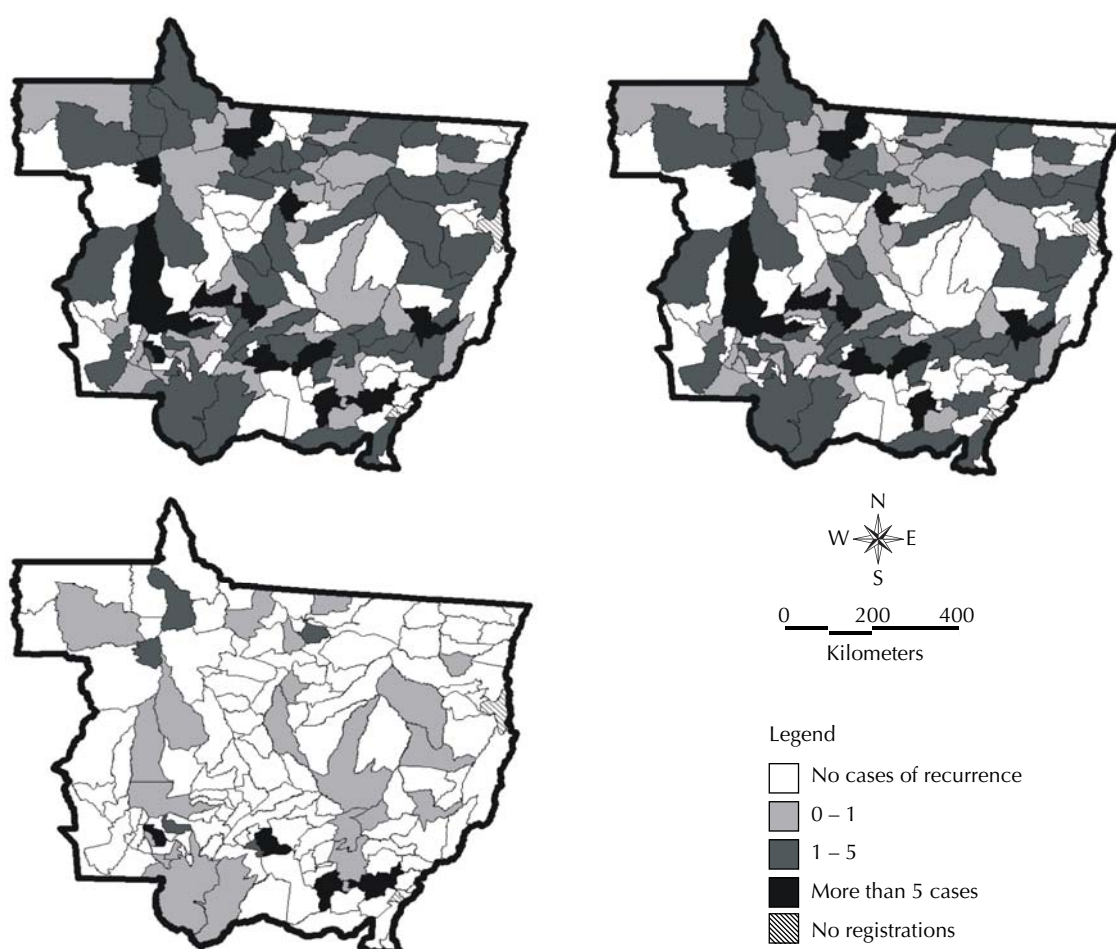 N
W E
S
0 200 400
Kilometers
Legend
No cases of recurrence
0 – 1
1 – 5
More than 5 cases
No registrations